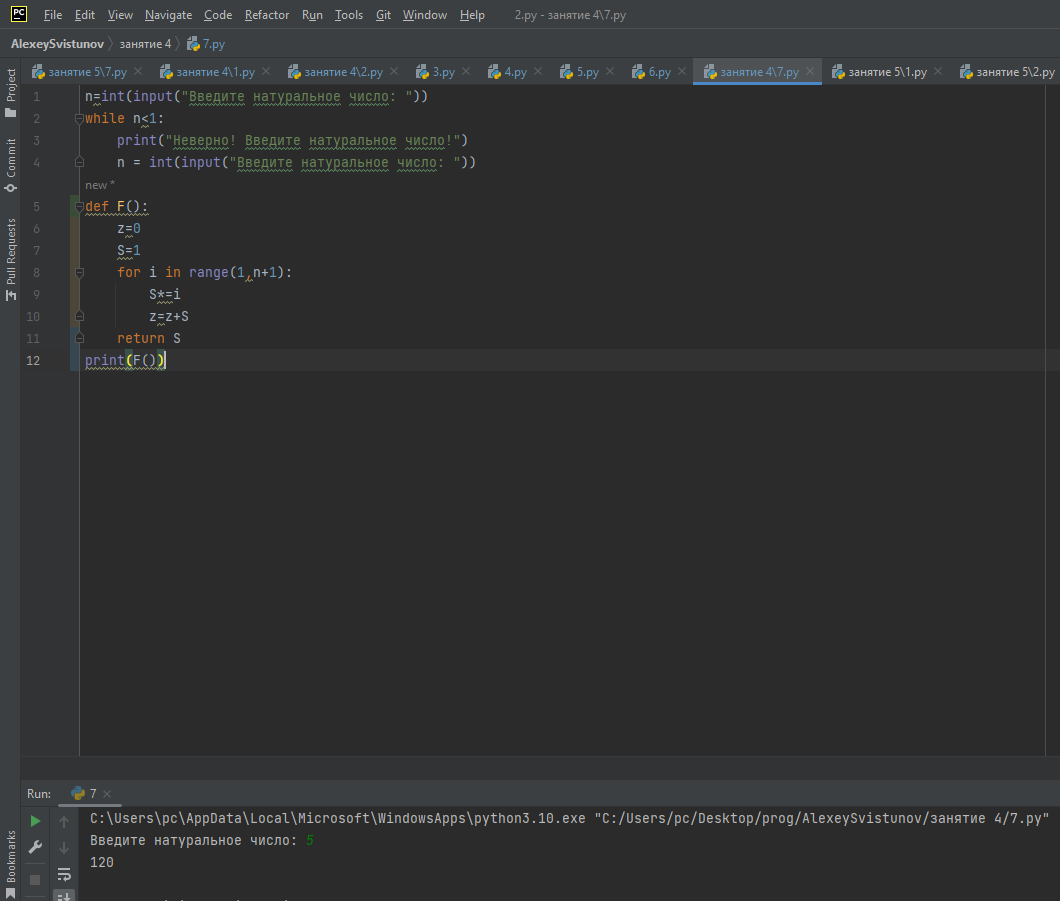 PC File Edit View Navigate Code Refactor Run Tools Git Window Help 2.py - занятие 4\7.py
AlexeySvistunov занятие 4 7.py
занятие 5\7.py занятие 4\1.py занятие 4\2.py 3.py 4.py 5.py 6.py занятие 4\7.py занятие 5\1.py занятие 5\2.py
Project
Commit
Pull Requests
Bookmarks
1 n=int(input("Введите натуральное число: "))
2 while n<1:
3 print("Неверно! Введите натуральное число!")
4 n = int(input("Введите натуральное число: "))
new *
5 def F():
6 z=0
7 S=1
8 for i in range(1,n+1):
9 S*=i
10 z=z+S
11 return S
12 print(F())
Run: 7
C:\Users\pc\AppData\Local\Microsoft\WindowsApps\python3.10.exe "C:/Users/pc/Desktop/prog/AlexeySvistunov/занятие 4/7.py"
Введите натуральное число: 5
120